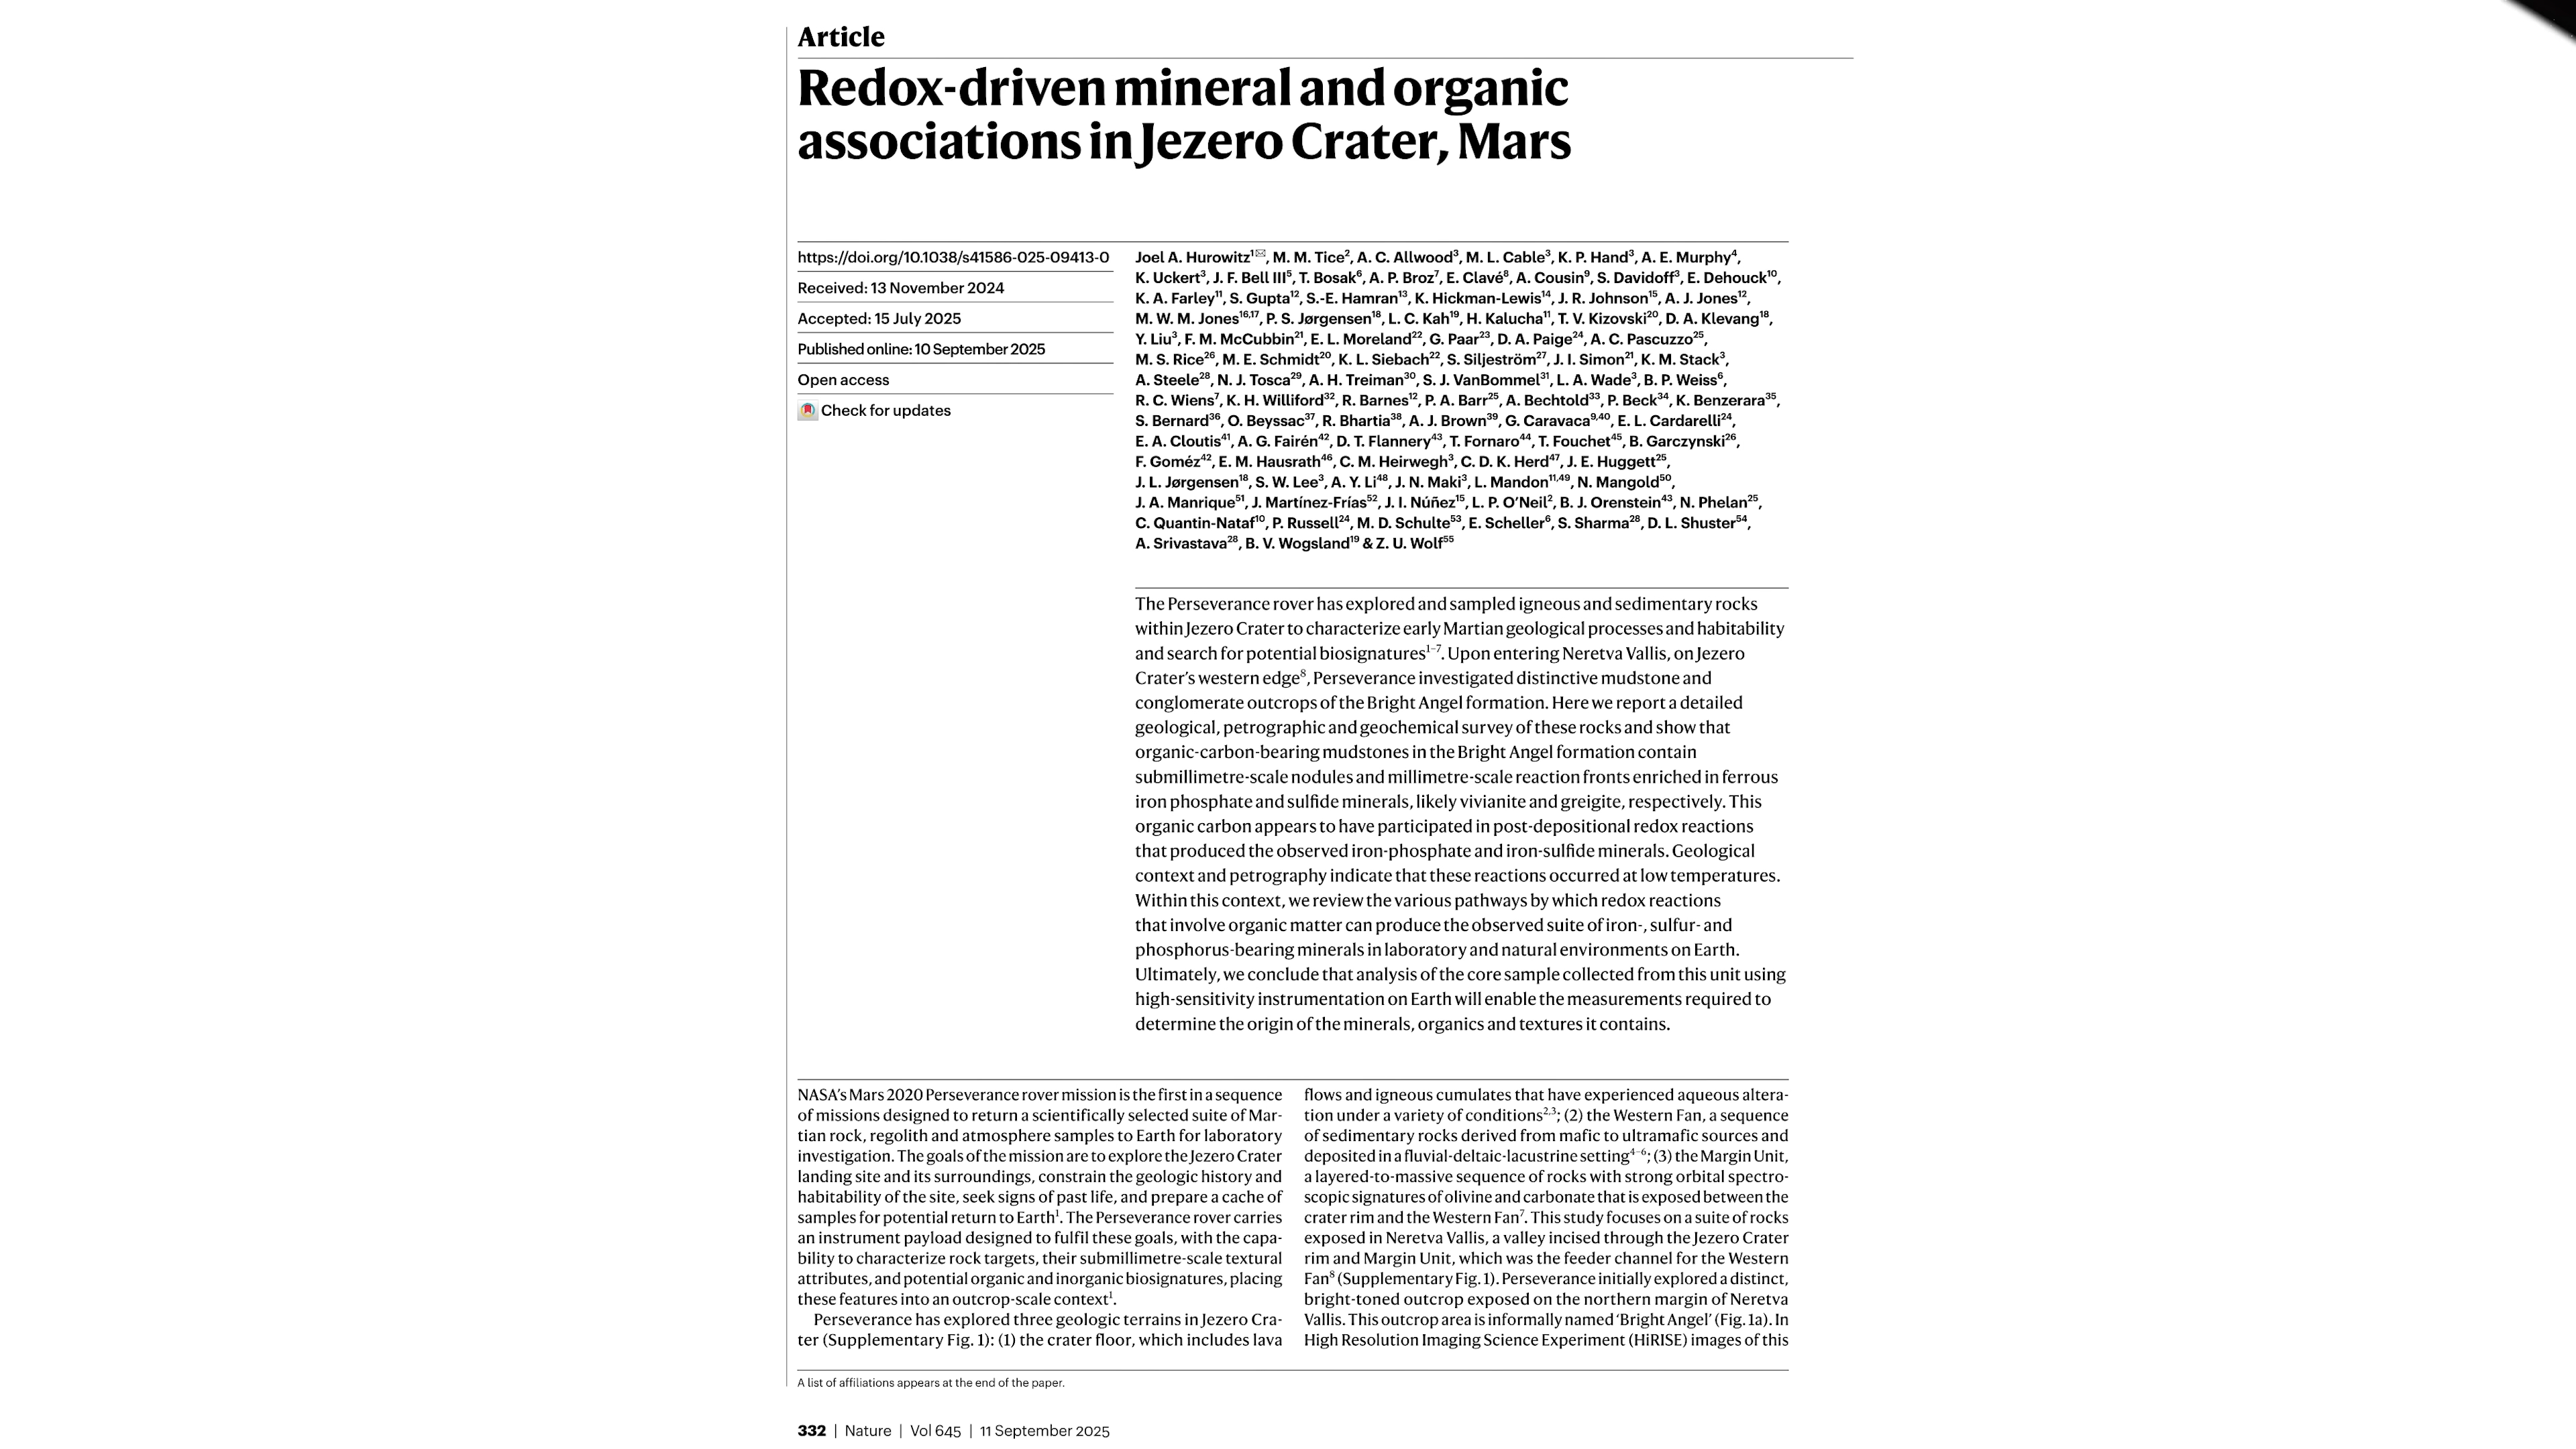 Article
Redox-driven mineral and organic
associations in Jezero Crater, Mars
https://doi.org/10.1038/s41586-025-09413-0
Received: 13 November 2024
Accepted: 15 July 2025
Published online: 10 September 2025
Open access
Check for updates
Joel A. Hurowitz1✉, M. M. Tice2, A. C. Allwood3, M. L. Cable3, K. P. Hand3, A. E. Murphy4,
K. Uckert3, J. F. Bell III5, T. Bosak6, A. P. Broz7, E. Clavé8, A. Cousin9, S. Davidoff3, E. Dehouck10,
K. A. Farley11, S. Gupta12, S.-E. Hamran13, K. Hickman-Lewis14, J. R. Johnson15, A. J. Jones12,
M. W. M. Jones16,17, P. S. Jørgensen18, L. C. Kah19, H. Kalucha11, T. V. Kizovski20, D. A. Klevang18,
Y. Liu3, F. M. McCubbin21, E. L. Moreland22, G. Paar23, D. A. Paige24, A. C. Pascuzzo25,
M. S. Rice26, M. E. Schmidt20, K. L. Siebach22, S. Siljeström27, J. I. Simon21, K. M. Stack3,
A. Steele28, N. J. Tosca29, A. H. Treiman30, S. J. VanBommel31, L. A. Wade3, B. P. Weiss6,
R. C. Wiens7, K. H. Williford32, R. Barnes12, P. A. Barr25, A. Bechtold33, P. Beck34, K. Benzerara35,
S. Bernard36, O. Beyssac37, R. Bhartia38, A. J. Brown39, G. Caravaca9,40, E. L. Cardarelli24,
E. A. Cloutis41, A. G. Fairén42, D. T. Flannery43, T. Fornaro44, T. Fouchet45, B. Garczynski26,
F. Goméz42, E. M. Hausrath46, C. M. Heirwegh3, C. D. K. Herd47, J. E. Huggett25,
J. L. Jørgensen18, S. W. Lee3, A. Y. Li48, J. N. Maki3, L. Mandon11,49, N. Mangold50,
J. A. Manrique51, J. Martínez-Frías52, J. I. Núñez15, L. P. O’Neil2, B. J. Orenstein43, N. Phelan25,
C. Quantin-Nataf10, P. Russell24, M. D. Schulte53, E. Scheller6, S. Sharma28, D. L. Shuster54,
A. Srivastava28, B. V. Wogsland19 & Z. U. Wolf55
The Perseverance rover has explored and sampled igneous and sedimentary rocks
within Jezero Crater to characterize early Martian geological processes and habitability
and search for potential biosignatures1–7. Upon entering Neretva Vallis, on Jezero
Crater’s western edge8, Perseverance investigated distinctive mudstone and
conglomerate outcrops of the Bright Angel formation. Here we report a detailed
geological, petrographic and geochemical survey of these rocks and show that
organic-carbon-bearing mudstones in the Bright Angel formation contain
submillimetre-scale nodules and millimetre-scale reaction fronts enriched in ferrous
iron phosphate and sulfide minerals, likely vivianite and greigite, respectively. This
organic carbon appears to have participated in post-depositional redox reactions
that produced the observed iron-phosphate and iron-sulfide minerals. Geological
context and petrography indicate that these reactions occurred at low temperatures.
Within this context, we review the various pathways by which redox reactions
that involve organic matter can produce the observed suite of iron-, sulfur- and
phosphorus-bearing minerals in laboratory and natural environments on Earth.
Ultimately, we conclude that analysis of the core sample collected from this unit using
high-sensitivity instrumentation on Earth will enable the measurements required to
determine the origin of the minerals, organics and textures it contains.
NASA’s Mars 2020 Perseverance rover mission is the first in a sequence
of missions designed to return a scientifically selected suite of Mar-
tian rock, regolith and atmosphere samples to Earth for laboratory
investigation. The goals of the mission are to explore the Jezero Crater
landing site and its surroundings, constrain the geologic history and
habitability of the site, seek signs of past life, and prepare a cache of
samples for potential return to Earth1. The Perseverance rover carries
an instrument payload designed to fulfil these goals, with the capa-
bility to characterize rock targets, their submillimetre-scale textural
attributes, and potential organic and inorganic biosignatures, placing
these features into an outcrop-scale context1.
Perseverance has explored three geologic terrains in Jezero Cra-
ter (Supplementary Fig. 1): (1) the crater floor, which includes lava
flows and igneous cumulates that have experienced aqueous altera-
tion under a variety of conditions2,3; (2) the Western Fan, a sequence
of sedimentary rocks derived from mafic to ultramafic sources and
deposited in a fluvial-deltaic-lacustrine setting4–6; (3) the Margin Unit,
a layered-to-massive sequence of rocks with strong orbital spectro-
scopic signatures of olivine and carbonate that is exposed between the
crater rim and the Western Fan7. This study focuses on a suite of rocks
exposed in Neretva Vallis, a valley incised through the Jezero Crater
rim and Margin Unit, which was the feeder channel for the Western
Fan8 (Supplementary Fig. 1). Perseverance initially explored a distinct,
bright-toned outcrop exposed on the northern margin of Neretva
Vallis. This outcrop area is informally named ‘Bright Angel’ (Fig. 1a). In
High Resolution Imaging Science Experiment (HiRISE) images of this
A list of affiliations appears at the end of the paper.
332 | Nature | Vol 645 | 11 September 2025